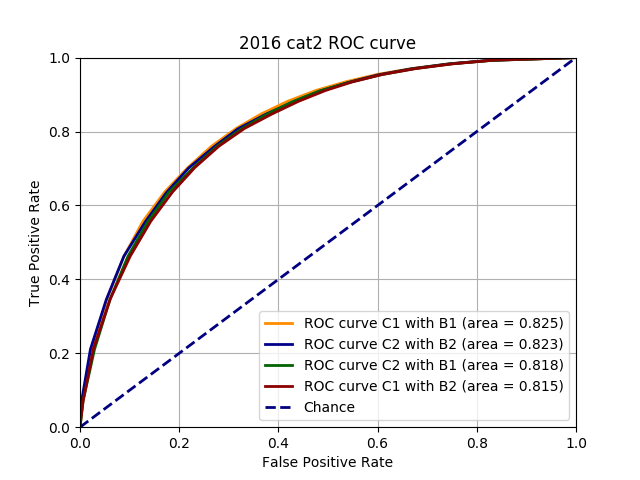 2016 cat2 ROC curve
True Positive Rate
1.0
0.8
0.6
0.4
0.2
0.0
ROC curve C1 with B1 (area = 0.825)
ROC curve C2 with B2 (area = 0.823)
ROC curve C2 with B1 (area = 0.818)
ROC curve C1 with B2 (area = 0.815)
Chance
0.0 0.2 0.4 0.6 0.8 1.0
False Positive Rate